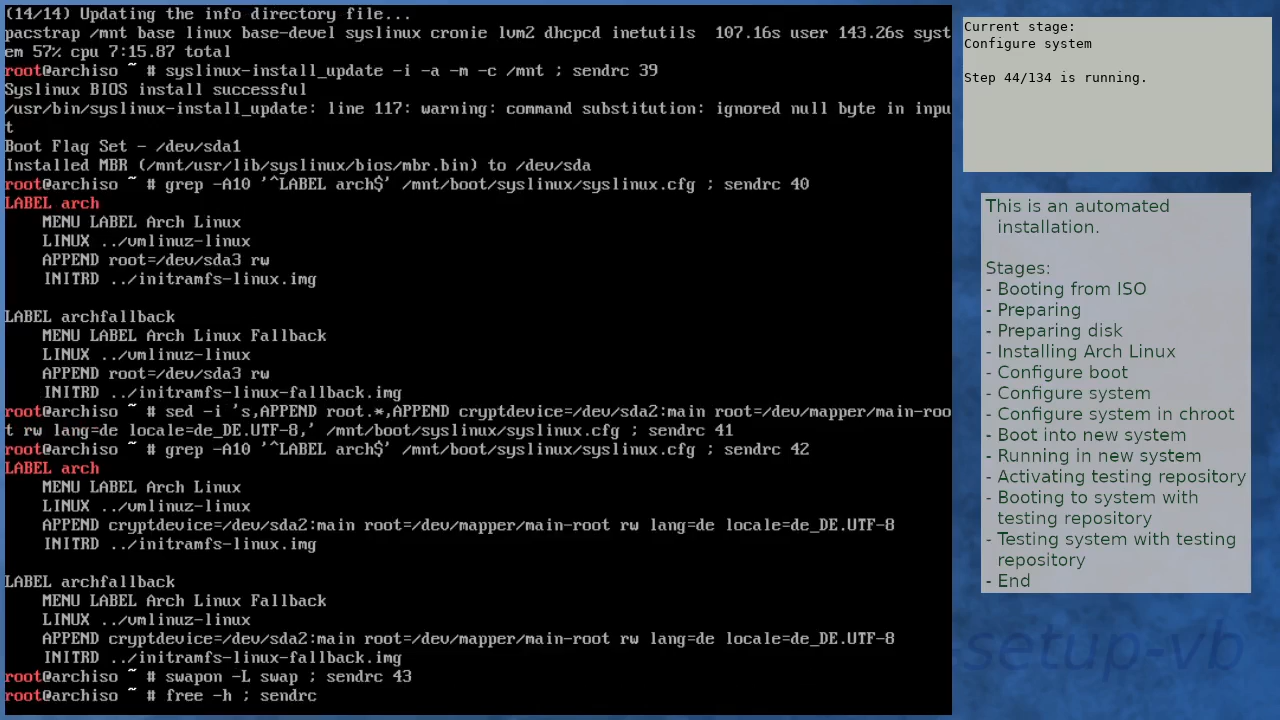 (14/14) Updating the info directory file...
pacstrap /mnt base linux base-devel syslinux cronie lvm2 dhcpcd inetutils  107.16s user 143.26s syst
em 57% cpu 7:15.87 total
root@archiso ~ # syslinux-install_update -i -a -m -c /mnt ; sendrc 39
Syslinux BIOS install successful
/usr/bin/syslinux-install_update: line 117: warning: command substitution: ignored null byte in inpu
t
Boot Flag Set - /dev/sda1
Installed MBR (/mnt/usr/lib/syslinux/bios/mbr.bin) to /dev/sda
root@archiso ~ # grep -A10 '^LABEL arch$' /mnt/boot/syslinux/syslinux.cfg ; sendrc 40
LABEL arch
    MENU LABEL Arch Linux
    LINUX ../vmlinuz-linux
    APPEND root=/dev/sda3 rw
    INITRD ../initramfs-linux.img

LABEL archfallback
    MENU LABEL Arch Linux Fallback
    LINUX ../vmlinuz-linux
    APPEND root=/dev/sda3 rw
    INITRD ../initramfs-linux-fallback.img
root@archiso ~ # sed -i 's,APPEND root.*,APPEND cryptdevice=/dev/sda2:main root=/dev/mapper/main-roo
t rw lang=de locale=de_DE.UTF-8,' /mnt/boot/syslinux/syslinux.cfg ; sendrc 41
root@archiso ~ # grep -A10 '^LABEL arch$' /mnt/boot/syslinux/syslinux.cfg ; sendrc 42
LABEL arch
    MENU LABEL Arch Linux
    LINUX ../vmlinuz-linux
    APPEND cryptdevice=/dev/sda2:main root=/dev/mapper/main-root rw lang=de locale=de_DE.UTF-8
    INITRD ../initramfs-linux.img

LABEL archfallback
    MENU LABEL Arch Linux Fallback
    LINUX ../vmlinuz-linux
    APPEND cryptdevice=/dev/sda2:main root=/dev/mapper/main-root rw lang=de locale=de_DE.UTF-8
    INITRD ../initramfs-linux-fallback.img
root@archiso ~ # swapon -L swap ; sendrc 43
root@archiso ~ # free -h ; sendrc
Current stage:
Configure system

Step 44/134 is running.
This is an automated
installation.

Stages:
- Booting from ISO
- Preparing
- Preparing disk
- Installing Arch Linux
- Configure boot
- Configure system
- Configure system in chroot
- Boot into new system
- Running in new system
- Activating testing repository
- Booting to system with
testing repository
- Testing system with testing
repository
- End
-setup-vb